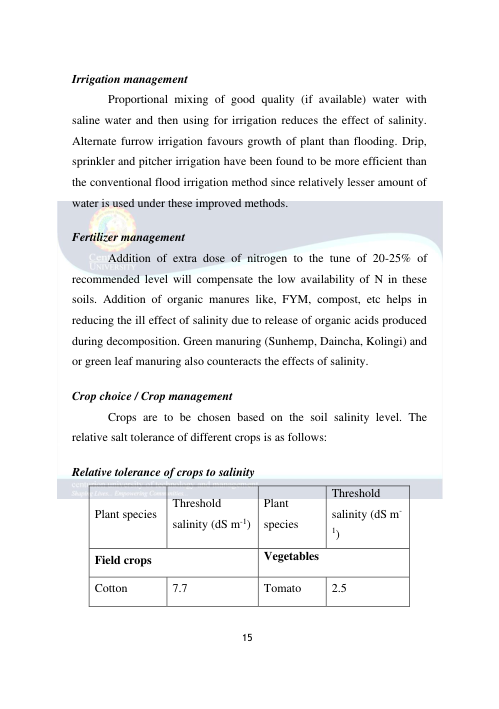 Irrigation management
Proportional mixing of good quality (if available) water with
saline water and then using for irrigation reduces the effect of salinity.
Alternate furrow irrigation favours growth of plant than flooding. Drip,
sprinkler and pitcher irrigation have been found to be more efficient than
the conventional flood irrigation method since relatively lesser amount of
water is used under these improved methods.
Fertilizer management
Addition of extra dose of nitrogen to the tune of 20-25% of
recommended level will compensate the low availability of N in these
soils. Addition of organic manures like, FYM, compost, etc helps in
reducing the ill effect of salinity due to release of organic acids produced
during decomposition. Green manuring (Sunhemp, Daincha, Kolingi) and
or green leaf manuring also counteracts the effects of salinity.
Crop choice / Crop management
Crops are to be chosen based on the soil salinity level. The
relative salt tolerance of different crops is as follows:
Relative tolerance of crops to salinity
Plant species
Threshold
salinity (dS m-1)
Plant
species
Threshold
salinity (dS m-
1)
Field crops
Vegetables
Cotton
7.7
Tomato
2.5
15